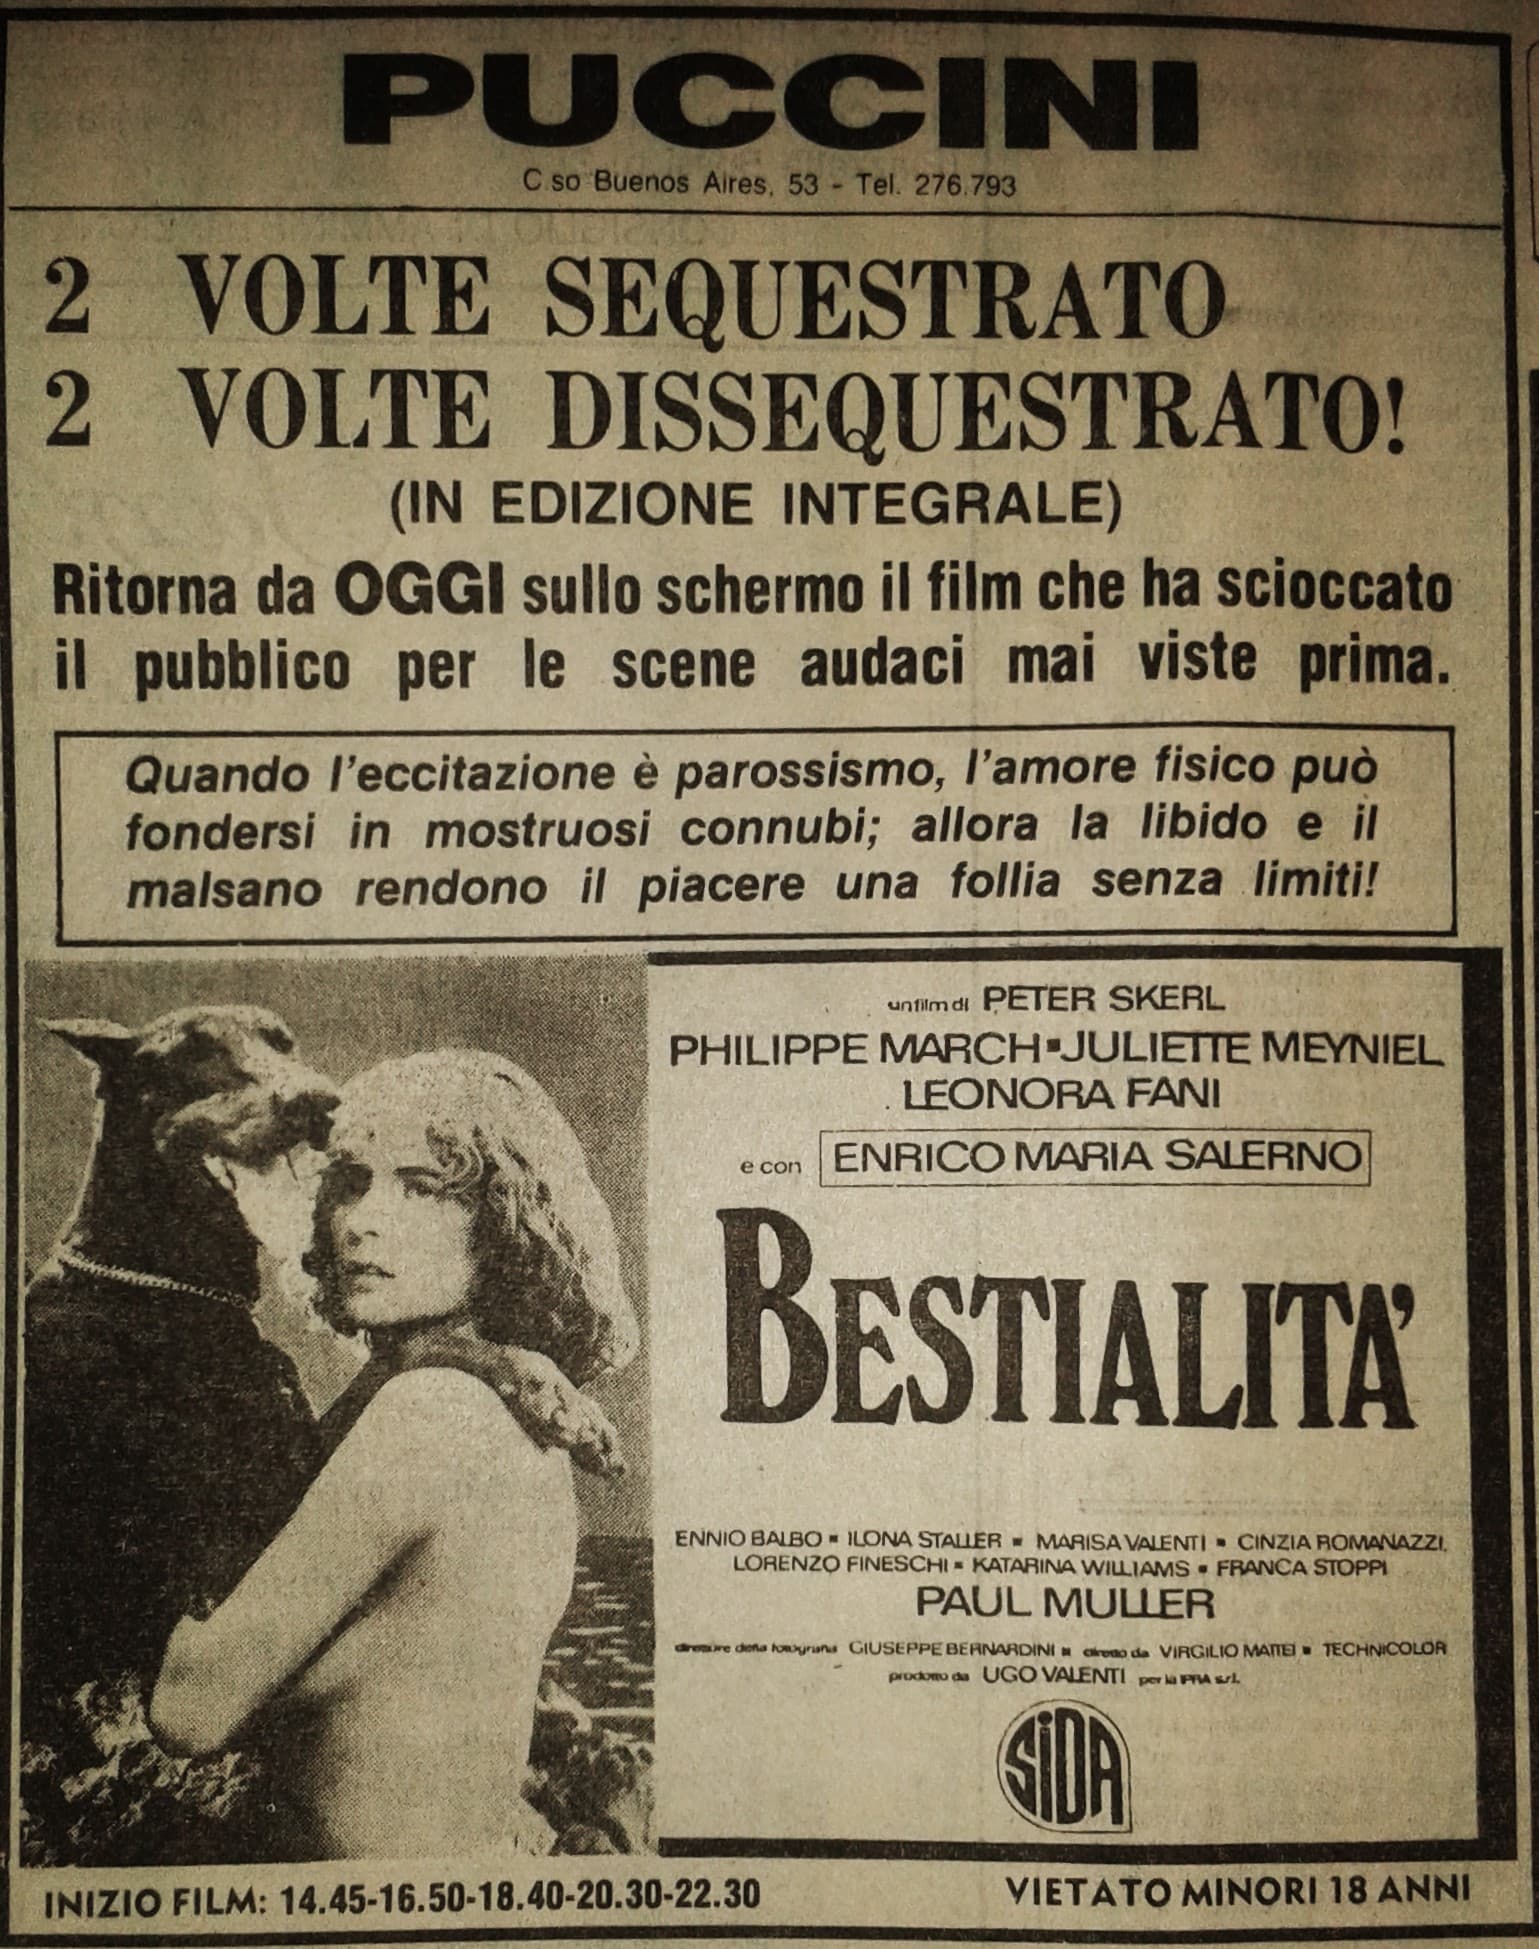 PUCCINI
C.so Buenos Aires, 53 - Tel. 276.793
2 VOLTE SEQUESTRATO
2 VOLTE DISSEQUESTRATO!
(IN EDIZIONE INTEGRALE)
Ritorna da OGGI sullo schermo il film che ha scioccato
il pubblico per le scene audaci mai viste prima.
Quando l'eccitazione è parossismo, l'amore fisico può
fondersi in mostruosi connubi; allora la libido e il
malsano rendono il piacere una follia senza limiti!
un film di PETER SKERL
PHILIPPE MARCH ▪ JULIETTE MEYNIEL
LEONORA FANI
e con ENRICO MARIA SALERNO
BESTIALITA'
ENNIO BALBO ▪ ILONA STALLER ▪ MARISA VALENTI ▪ CINZIA ROMANAZZI
LORENZO FINESCHI ▪ KATARINA WILLIAMS ▪ FRANCA STOPPI
PAUL MULLER
direttore della fotografia GIUSEPPE BERNARDINI ▪ diretto da VIRGILIO MATTEI ▪ TECHNICOLOR
prodotto da UGO VALENTI per la PRA s.r.l.
SIDA
INIZIO FILM: 14.45-16.50-18.40-20.30-22.30
VIETATO MINORI 18 ANNI